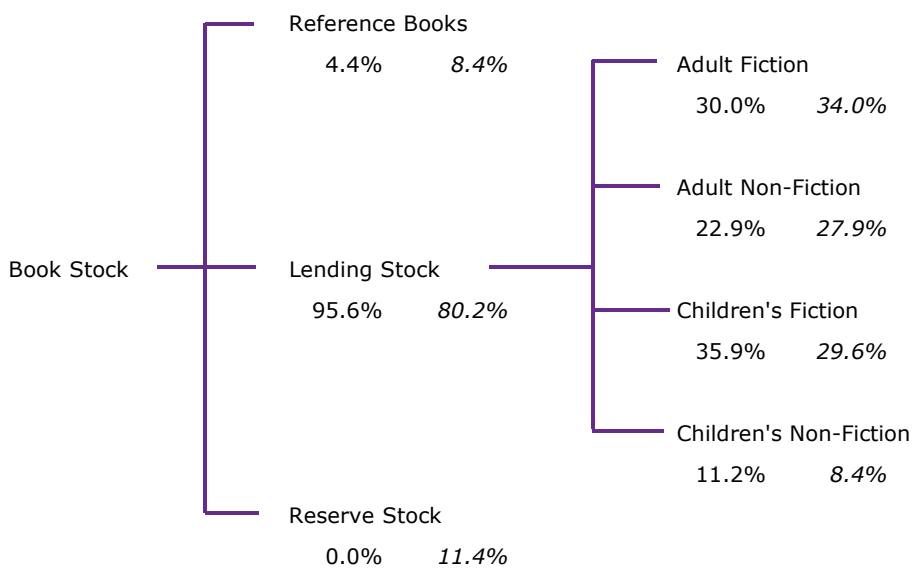 Reference Books
4.4% 8.4%
Adult Fiction
30.0% 34.0%
Adult Non-Fiction
22.9% 27.9%
Book Stock
Lending Stock
95.6% 80.2%
Children's Fiction
35.9% 29.6%
Children's Non-Fiction
11.2% 8.4%
Reserve Stock
0.0% 11.4%